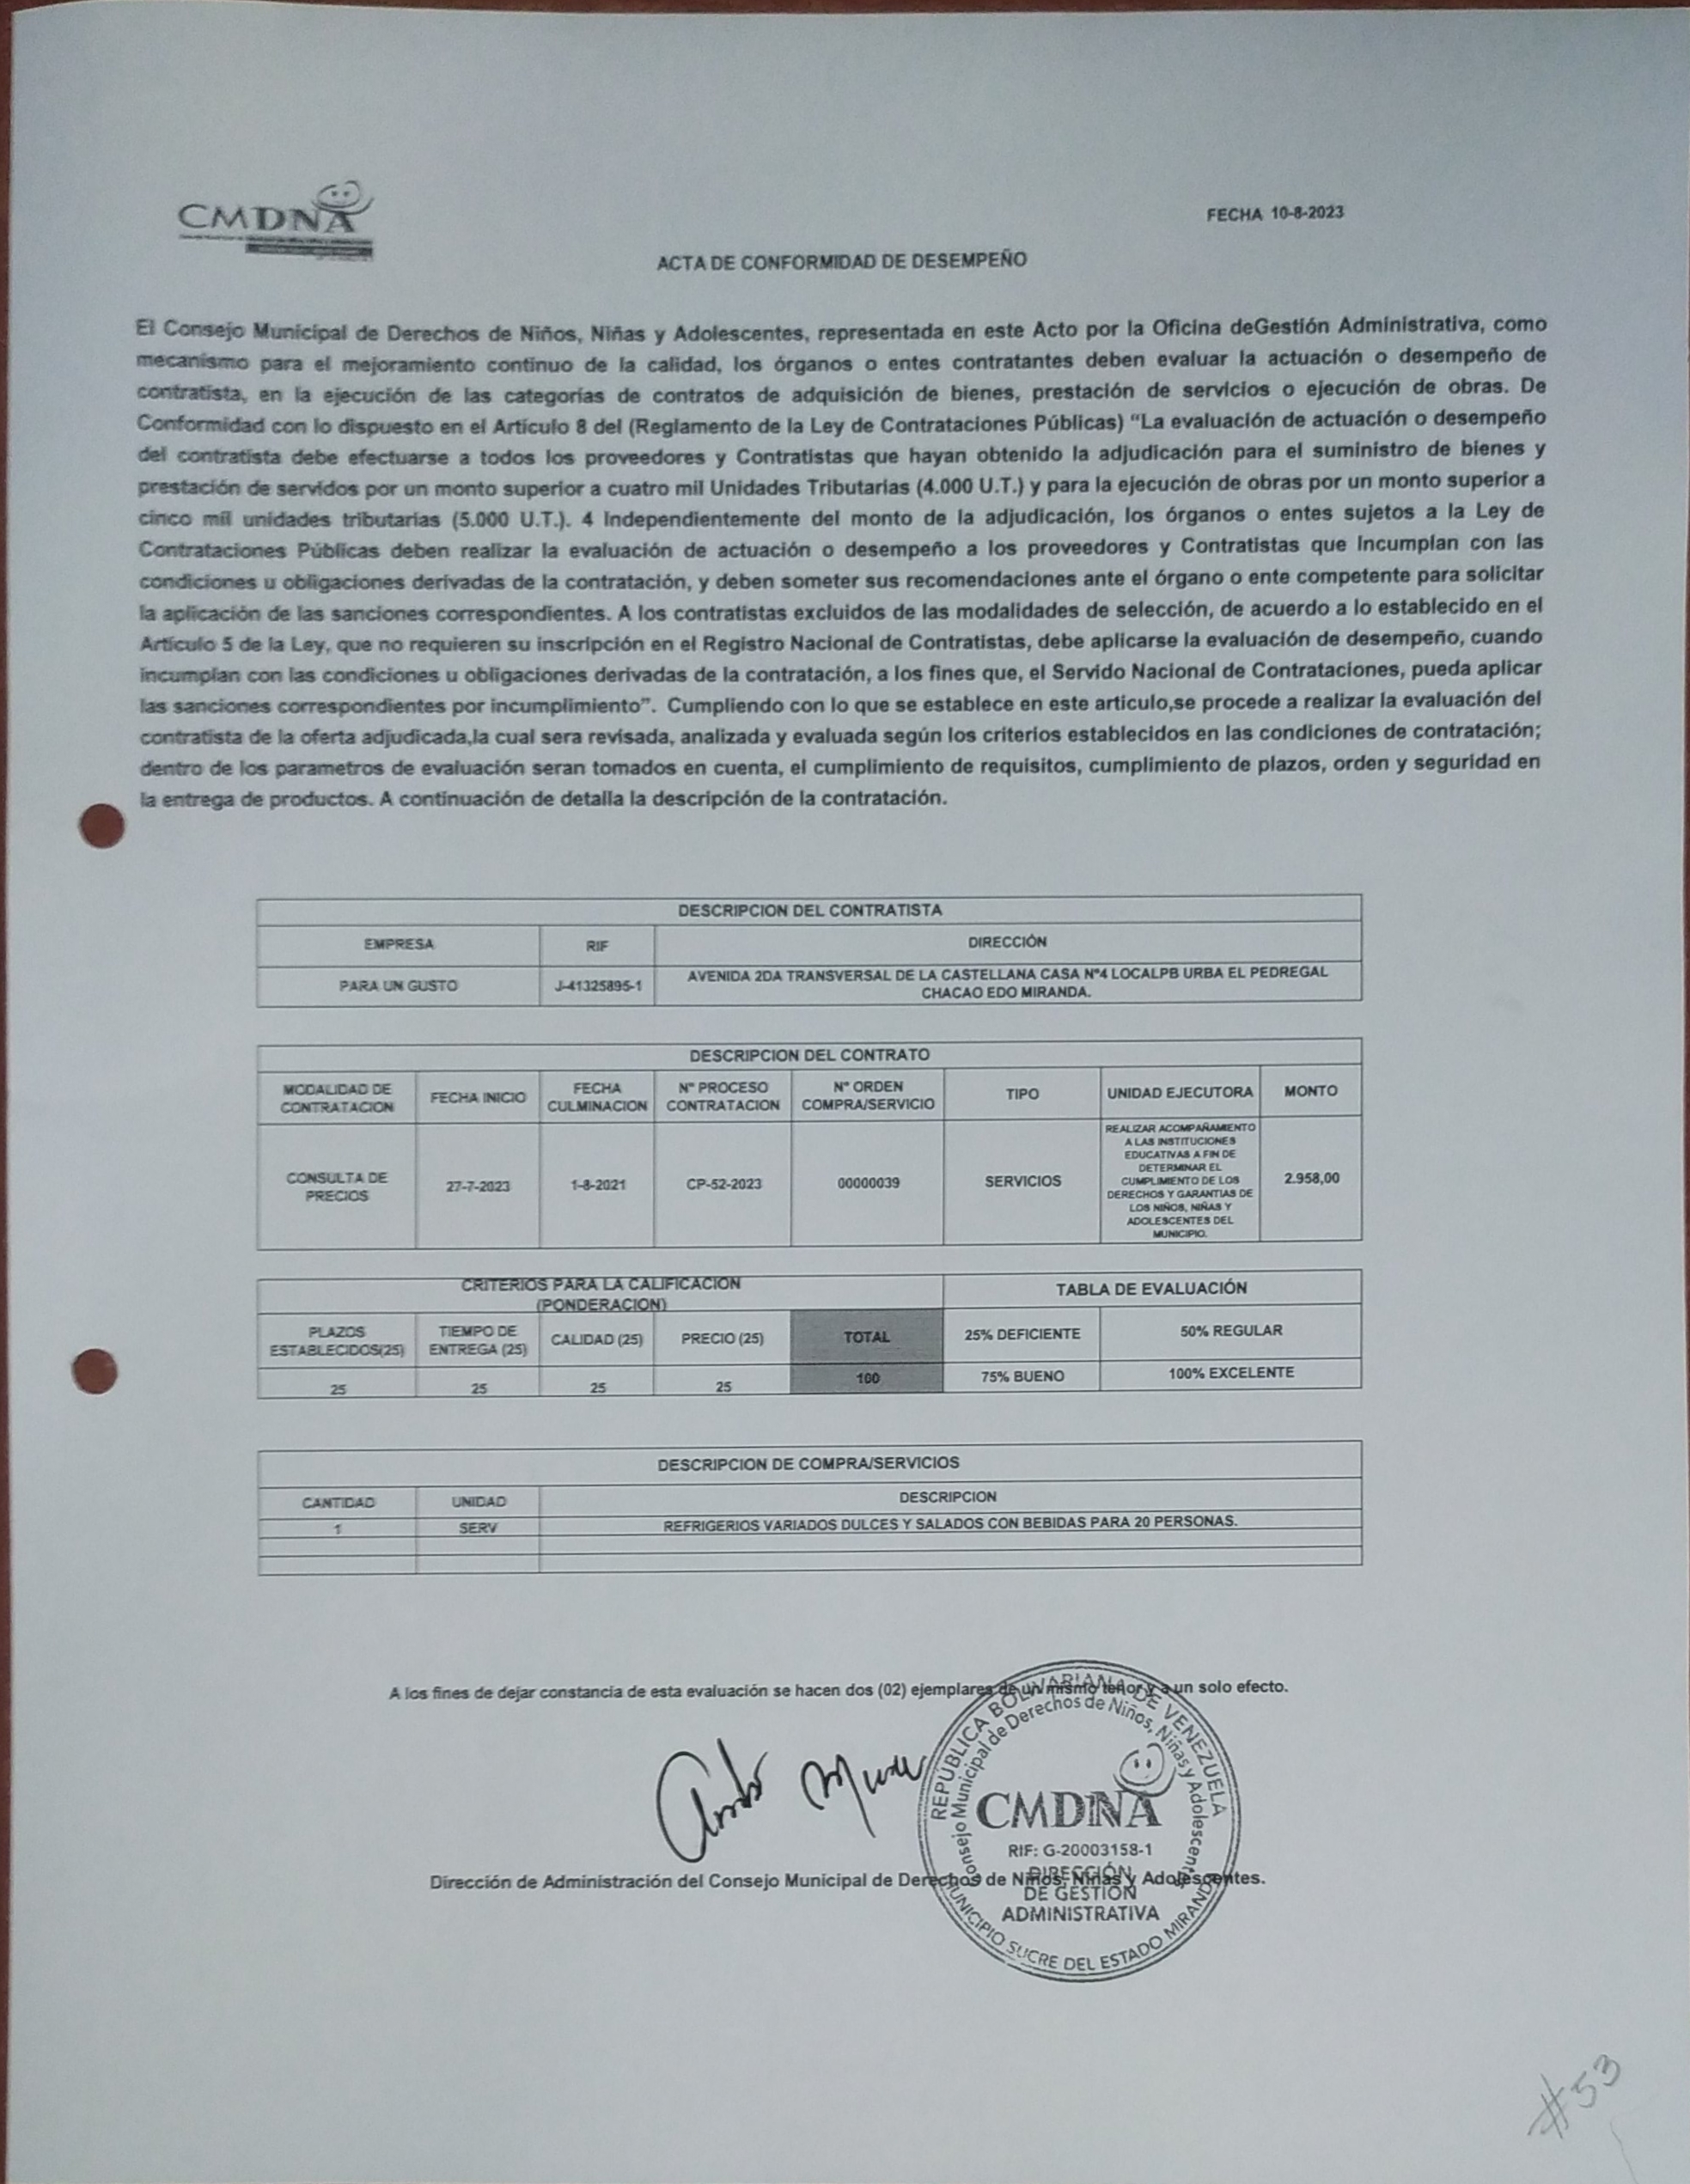 CMDNA
FECHA 10-8-2023
ACTA DE CONFORMIDAD DE DESEMPEÑO
El Consejo Municipal de Derechos de Niños, Niñas y Adolescentes, representada en este Acto por la Oficina deGestión Administrativa, como
mecanismo para el mejoramiento continuo de la calidad, los órganos o entes contratantes deben evaluar la actuación o desempeño de
contratista, en la ejecución de las categorías de contratos de adquisición de bienes, prestación de servicios o ejecución de obras. De
Conformidad con lo dispuesto en el Artículo 8 del (Reglamento de la Ley de Contrataciones Públicas) “La evaluación de actuación o desempeño
del contratista debe efectuarse a todos los proveedores y Contratistas que hayan obtenido la adjudicación para el suministro de bienes y
prestación de servidos por un monto superior a cuatro mil Unidades Tributarias (4.000 U.T.) y para la ejecución de obras por un monto superior a
cinco mil unidades tributarias (5.000 U.T.). 4 Independientemente del monto de la adjudicación, los órganos o entes sujetos a la Ley de
Contrataciones Públicas deben realizar la evaluación de actuación o desempeño a los proveedores y Contratistas que Incumplan con las
condiciones u obligaciones derivadas de la contratación, y deben someter sus recomendaciones ante el órgano o ente competente para solicitar
la aplicación de las sanciones correspondientes. A los contratistas excluidos de las modalidades de selección, de acuerdo a lo establecido en el
Artículo 5 de la Ley, que no requieren su inscripción en el Registro Nacional de Contratistas, debe aplicarse la evaluación de desempeño, cuando
incumplan con las condiciones u obligaciones derivadas de la contratación, a los fines que, el Servido Nacional de Contrataciones, pueda aplicar
las sanciones correspondientes por incumplimiento”. Cumpliendo con lo que se establece en este articulo,se procede a realizar la evaluación del
contratista de la oferta adjudicada,la cual sera revisada, analizada y evaluada según los criterios establecidos en las condiciones de contratación;
dentro de los parametros de evaluación seran tomados en cuenta, el cumplimiento de requisitos, cumplimiento de plazos, orden y seguridad en
la entrega de productos. A continuación de detalla la descripción de la contratación.
DESCRIPCION DEL CONTRATISTA
EMPRESA RIF DIRECCIÓN
PARA UN GUSTO J-41325895-1 AVENIDA 2DA TRANSVERSAL DE LA CASTELLANA CASA N°4 LOCALPB URBA EL PEDREGAL
CHACAO EDO MIRANDA.
DESCRIPCION DEL CONTRATO
MODALIDAD DE
CONTRATACION
FECHA INICIO
FECHA
CULMINACION
N° PROCESO
CONTRATACION
N° ORDEN
COMPRA/SERVICIO
TIPO
UNIDAD EJECUTORA
MONTO
CONSULTA DE
PRECIOS
27-7-2023
1-8-2021
CP-52-2023
00000039
SERVICIOS
REALIZAR ACOMPAÑAMIENTO
A LAS INSTITUCIONES
EDUCATIVAS A FIN DE
DETERMINAR EL
CUMPLIMIENTO DE LOS
DERECHOS Y GARANTIAS DE
LOS NIÑOS, NIÑAS Y
ADOLESCENTES DEL
MUNICIPIO.
2.958,00
CRITERIOS PARA LA CALIFICACION
(PONDERACION)
TABLA DE EVALUACIÓN
PLAZOS
ESTABLECIDOS(25)
TIEMPO DE
ENTREGA (25)
CALIDAD (25)
PRECIO (25)
TOTAL
25% DEFICIENTE
50% REGULAR
25 25 25 25 100 75% BUENO 100% EXCELENTE
DESCRIPCION DE COMPRA/SERVICIOS
CANTIDAD UNIDAD DESCRIPCION
1 SERV REFRIGERIOS VARIADOS DULCES Y SALADOS CON BEBIDAS PARA 20 PERSONAS.
A los fines de dejar constancia de esta evaluación se hacen dos (02) ejemplares de un mismo tenor y a un solo efecto.
REPÚBLICA BOLIVARIANA DE VENEZUELA
Consejo Municipal de Derechos de Niños, Niñas y Adolescentes
CMDNA
RIF: G-20003158-1
DIRECCIÓN
DE GESTIÓN
ADMINISTRATIVA
MUNICIPIO SUCRE DEL ESTADO MIRANDA
Dirección de Administración del Consejo Municipal de Derechos de Niños, Niñas y Adolescentes.
#53